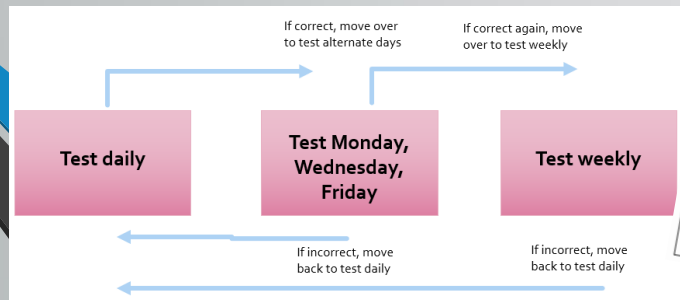 If correct, move over
to test alternate days
If correct again, move
over to test weekly
Test daily
Test Monday,
Wednesday,
Friday
Test weekly
If incorrect, move
back to test daily
If incorrect, move
back to test daily